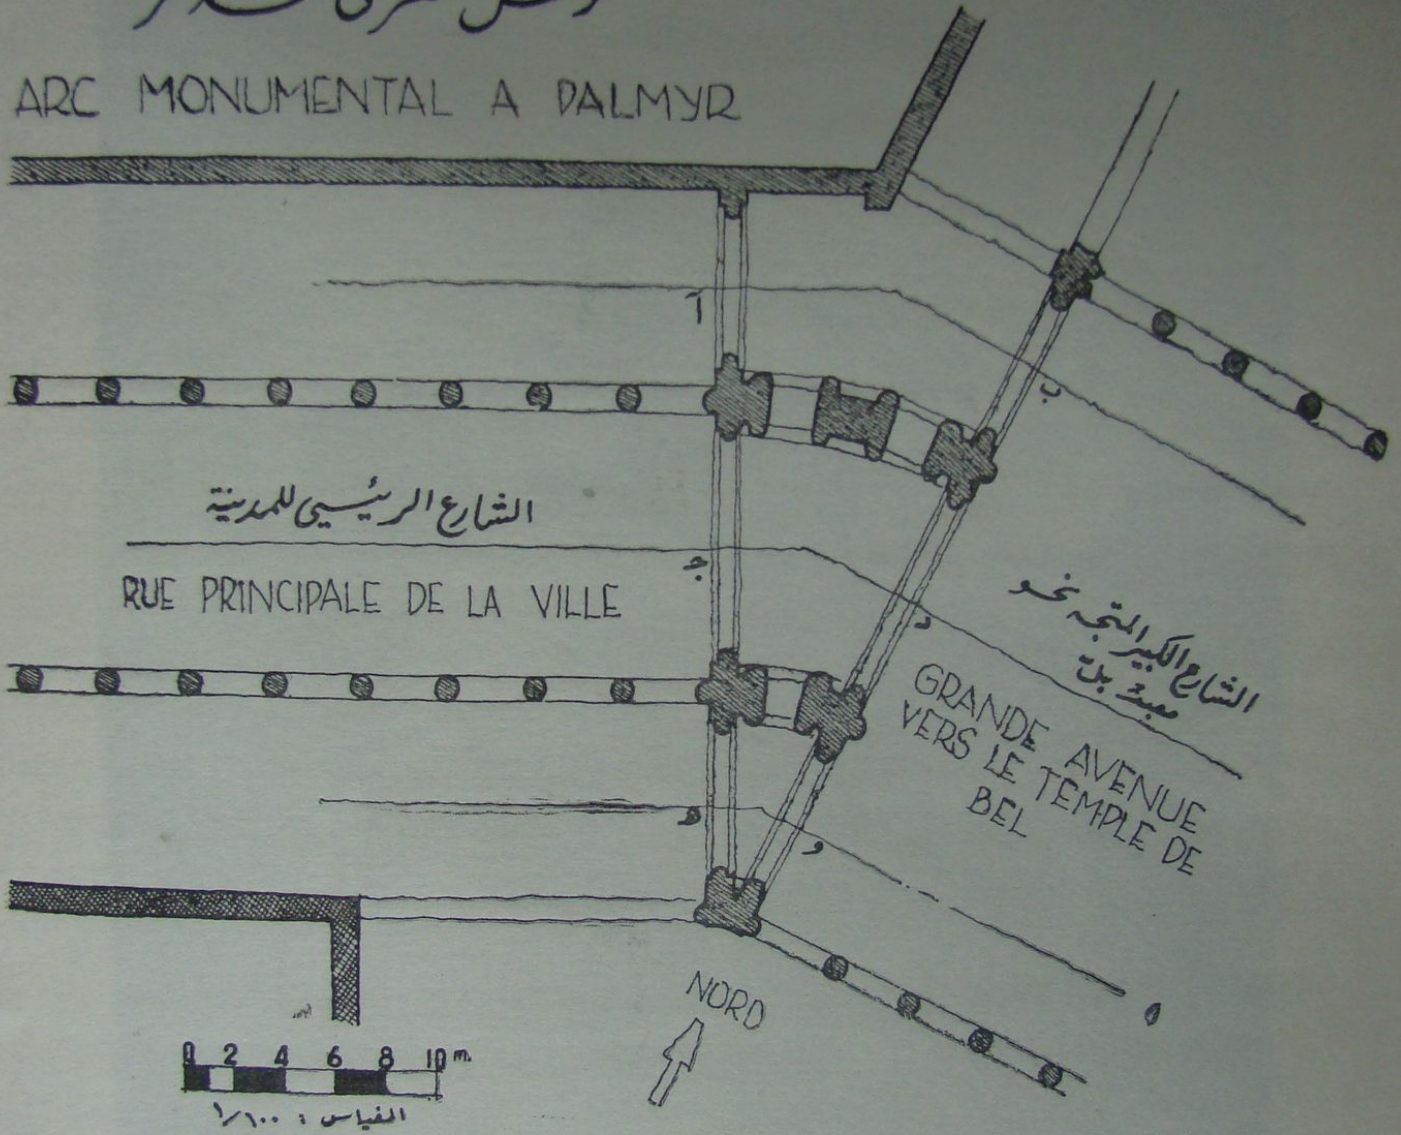 ARC MONUMENTAL A PALMYR
آ
ب
الشارع الرئيسي للمدينة
ج
RUE PRINCIPALE DE LA VILLE
الشارع الكبير المتجه نحو
معبد بل
د
GRANDE AVENUE
VERS LE TEMPLE DE
BEL
و
NORD
0 2 4 6 8 10 m.
المقياس : ١/١٠٠